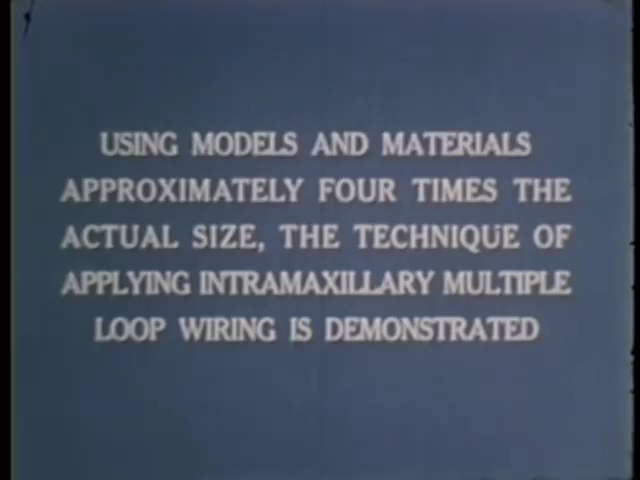 USING MODELS AND MATERIALS
APPROXIMATELY FOUR TIMES THE
ACTUAL SIZE, THE TECHNIQUE OF
APPLYING INTRAMAXILLARY MULTIPLE
LOOP WIRING IS DEMONSTRATED